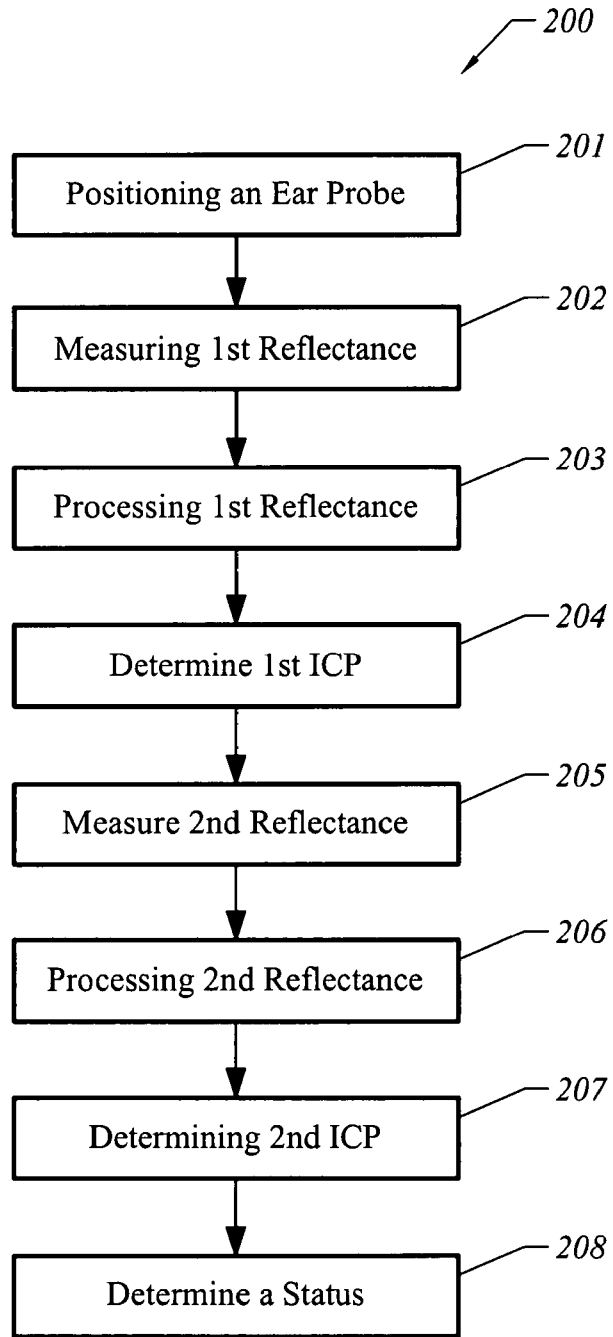 200
201
Positioning an Ear Probe
202
Measuring 1st Reflectance
203
Processing 1st Reflectance
204
Determine 1st ICP
205
Measure 2nd Reflectance
206
Processing 2nd Reflectance
207
Determining 2nd ICP
208
Determine a Status